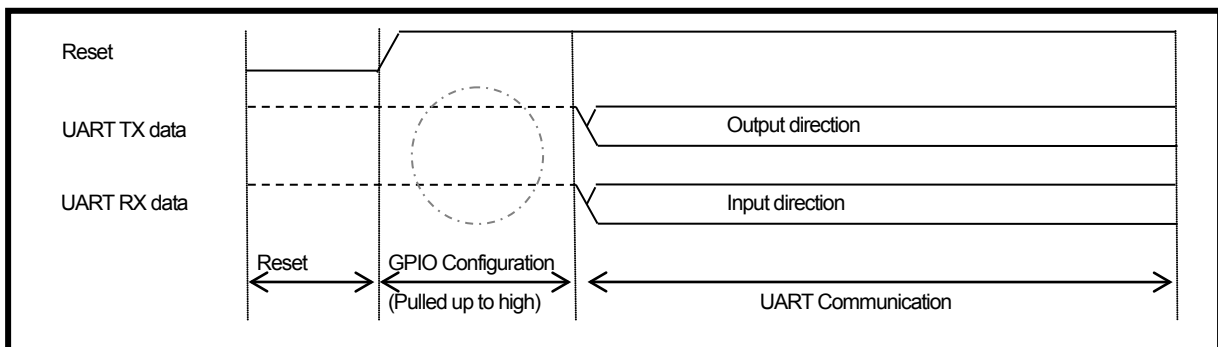 Reset
UART TX data
Output direction
UART RX data
Input direction
Reset
GPIO Configuration
(Pulled up to high)
UART Communication